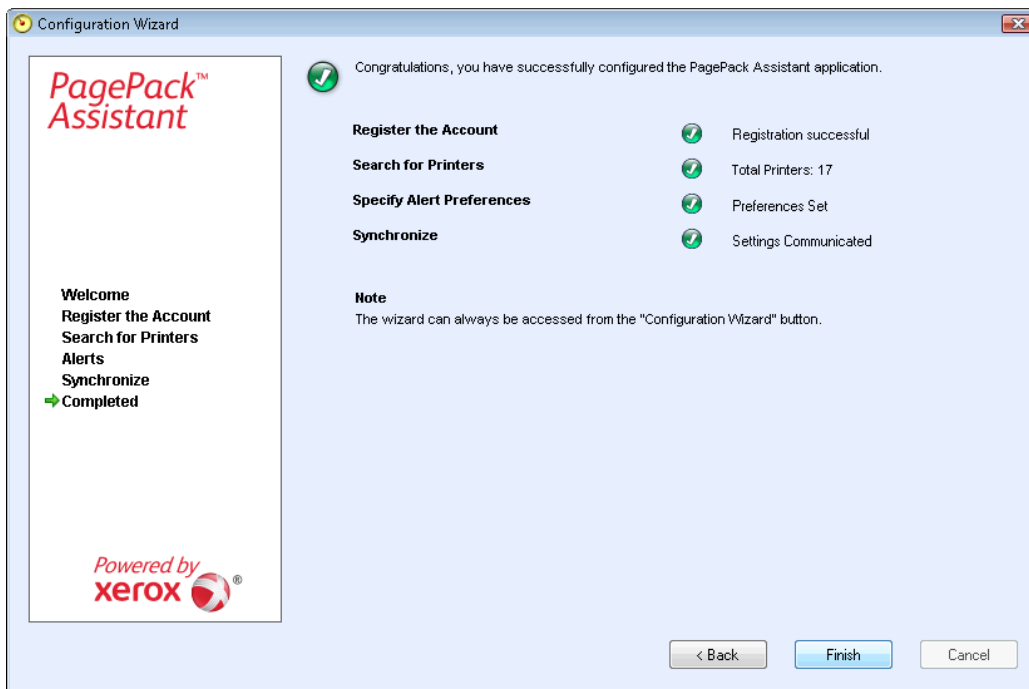 Configuration Wizard
PagePack™
Assistant
Welcome
Register the Account
Search for Printers
Alerts
Synchronize
Completed
Powered by
xerox ®
Congratulations, you have successfully configured the PagePack Assistant application.
Register the Account Registration successful
Search for Printers Total Printers: 17
Specify Alert Preferences Preferences Set
Synchronize Settings Communicated
Note
The wizard can always be accessed from the "Configuration Wizard" button.
< Back Finish Cancel